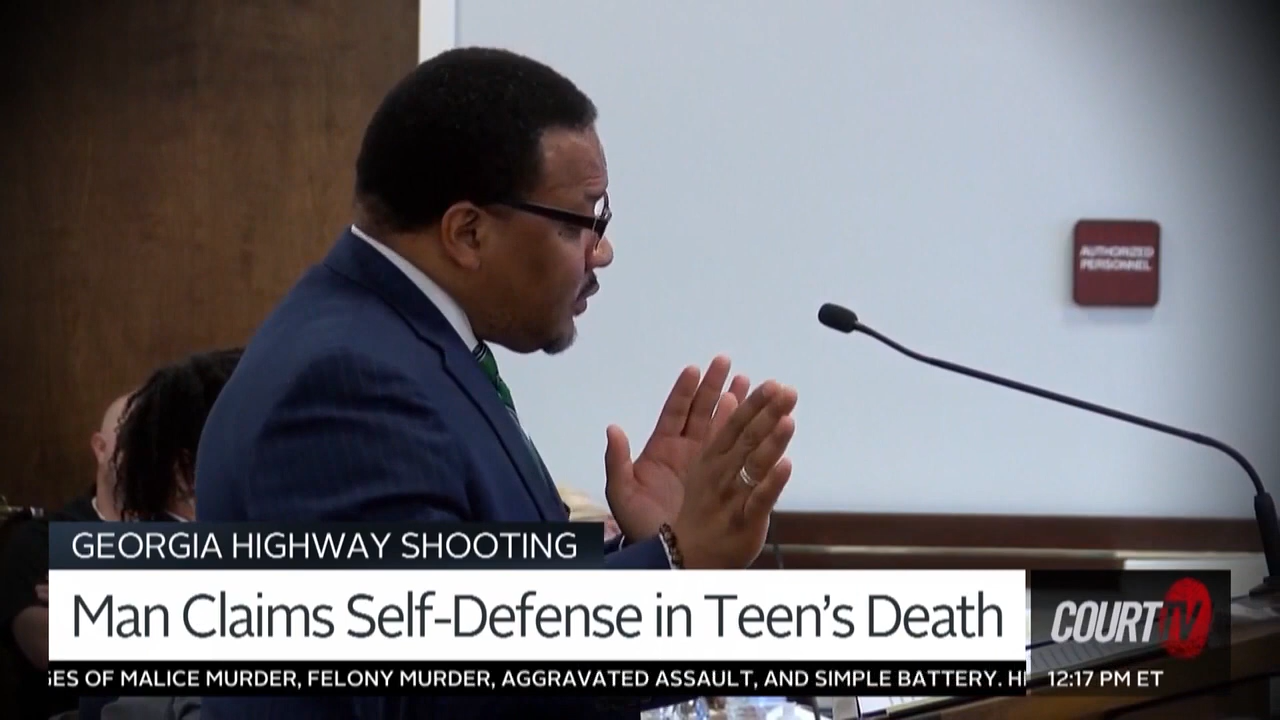 AUTHORIZED
PERSONNEL
GEORGIA HIGHWAY SHOOTING
Man Claims Self-Defense in Teen's Death
COURT TV
GES OF MALICE MURDER, FELONY MURDER, AGGRAVATED ASSAULT, AND SIMPLE BATTERY. H
12:17 PM ET